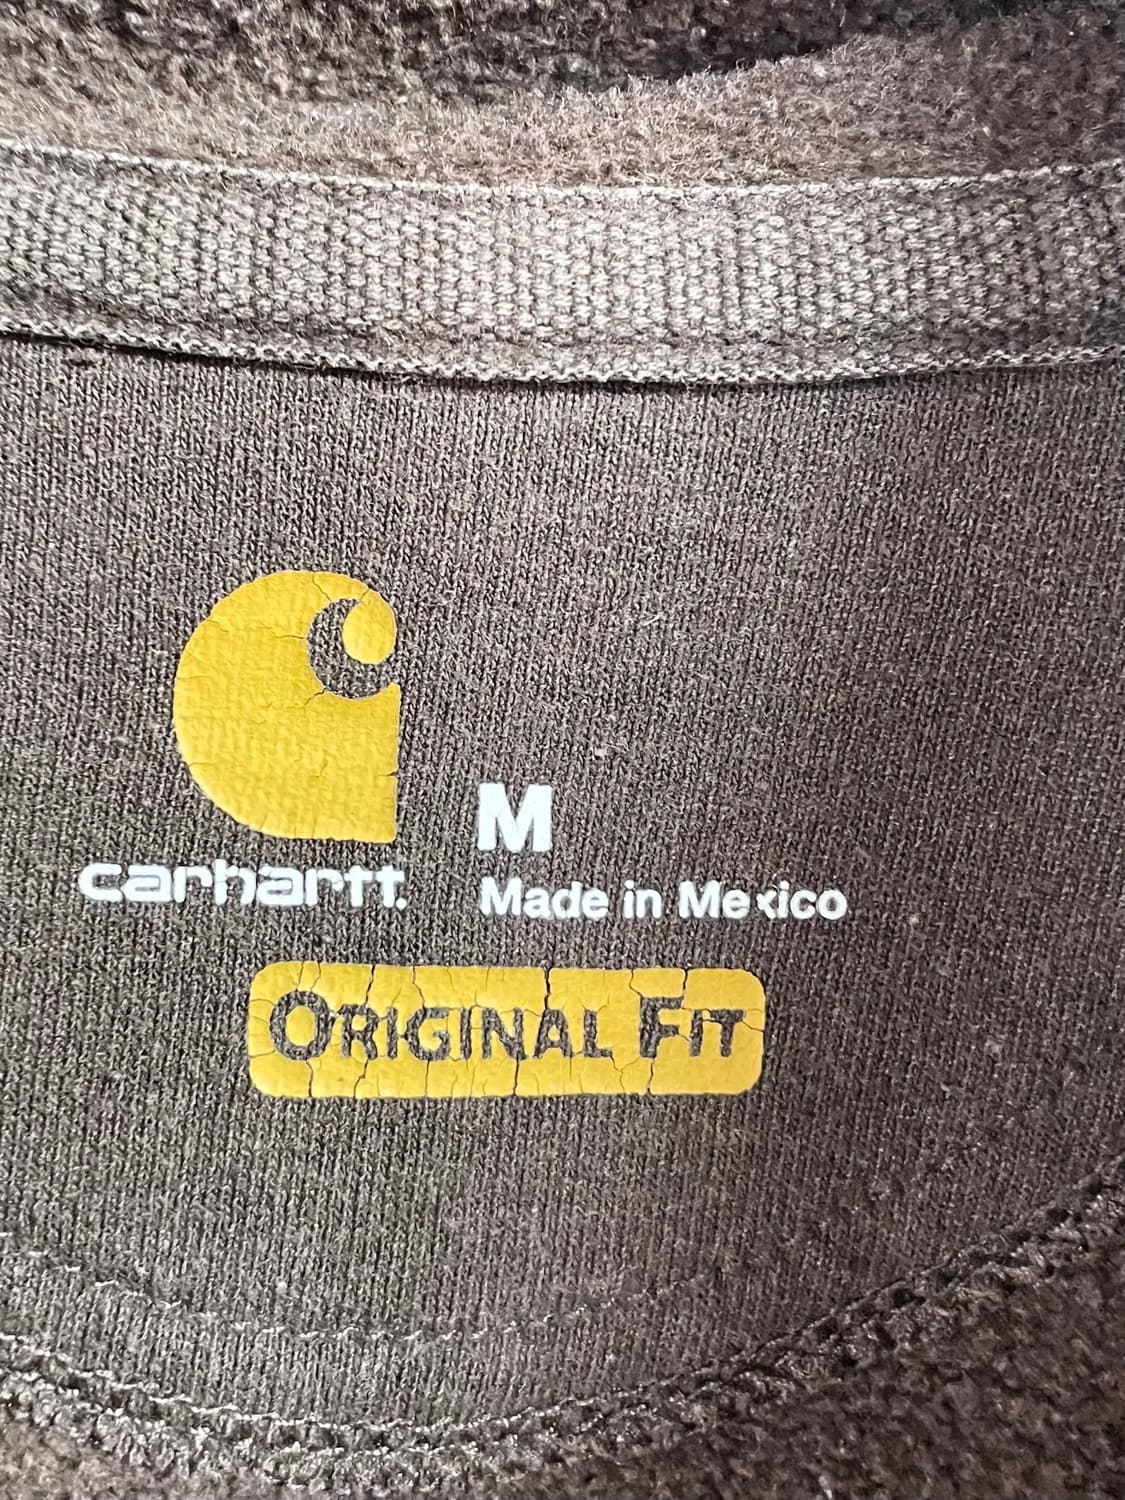 carhartt.
M
Made in Mexico
ORIGINAL FIT